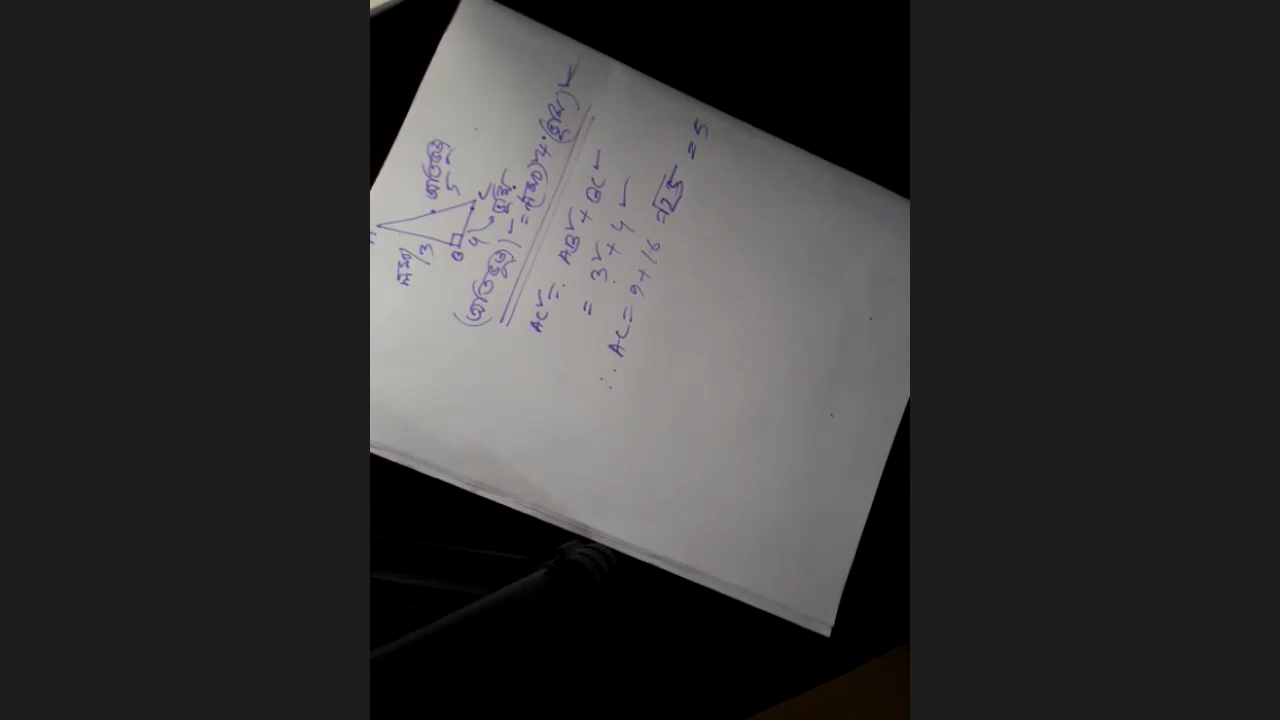 A
লম্ব 3
অতিভুজ
5
B
4
C
ভূমি
(অতিভুজ)² = (লম্ব)² + (ভূমি)²
AC² = AB² + BC²
= 3² + 4²
∴ AC = 9 + 16 = √25 = 5